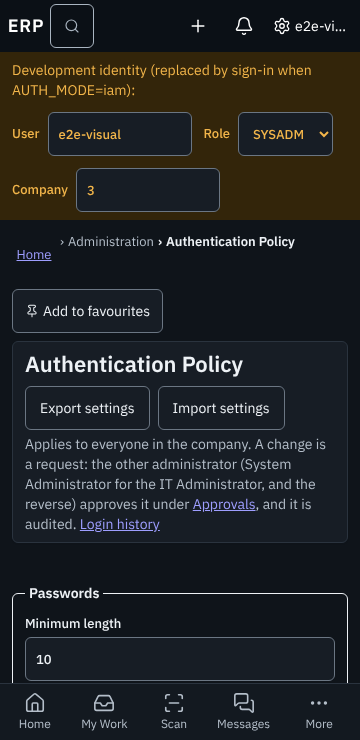 ERP e2e-vi...
Development identity (replaced by sign-in when
AUTH_MODE=iam):
User e2e-visual Role SYSADM
Company 3
Home › Administration › Authentication Policy
Add to favourites
Authentication Policy
Export settings Import settings
Applies to everyone in the company. A change is
a request: the other administrator (System
Administrator for the IT Administrator, and the
reverse) approves it under Approvals, and it is
audited. Login history
Passwords
Minimum length
10
Home My Work Scan Messages More